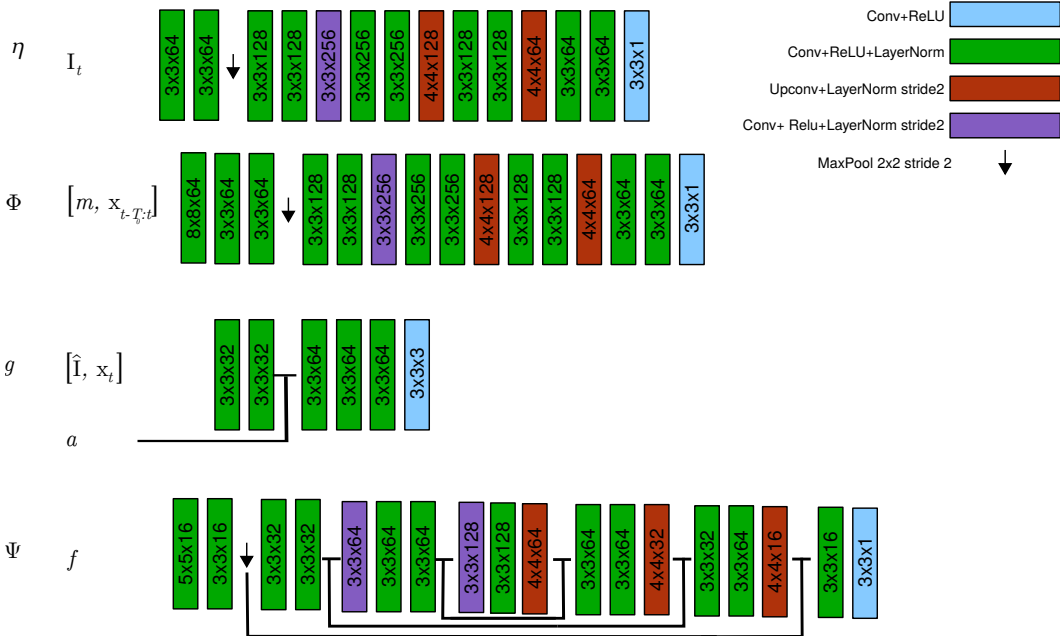 η I_t 3x3x64 3x3x64 3x3x128 3x3x128 3x3x256 3x3x256 3x3x256 4x4x128 3x3x128 3x3x128 4x4x64 3x3x64 3x3x64 3x3x1
Conv+ReLU
Conv+ReLU+LayerNorm
Upconv+LayerNorm stride2
Conv+ Relu+LayerNorm stride2
MaxPool 2x2 stride 2
Φ [m, x_{t-T_0:t}] 8x8x64 3x3x64 3x3x64 3x3x128 3x3x128 3x3x256 3x3x256 3x3x256 4x4x128 3x3x128 3x3x128 4x4x64 3x3x64 3x3x64 3x3x1
g [Î, x_t] 3x3x32 3x3x32 3x3x64 3x3x64 3x3x64 3x3x3
a
Ψ f 5x5x16 3x3x16 3x3x32 3x3x32 3x3x64 3x3x64 3x3x64 3x3x128 3x3x128 4x4x64 3x3x64 3x3x64 4x4x32 3x3x32 3x3x64 4x4x16 3x3x16 3x3x1